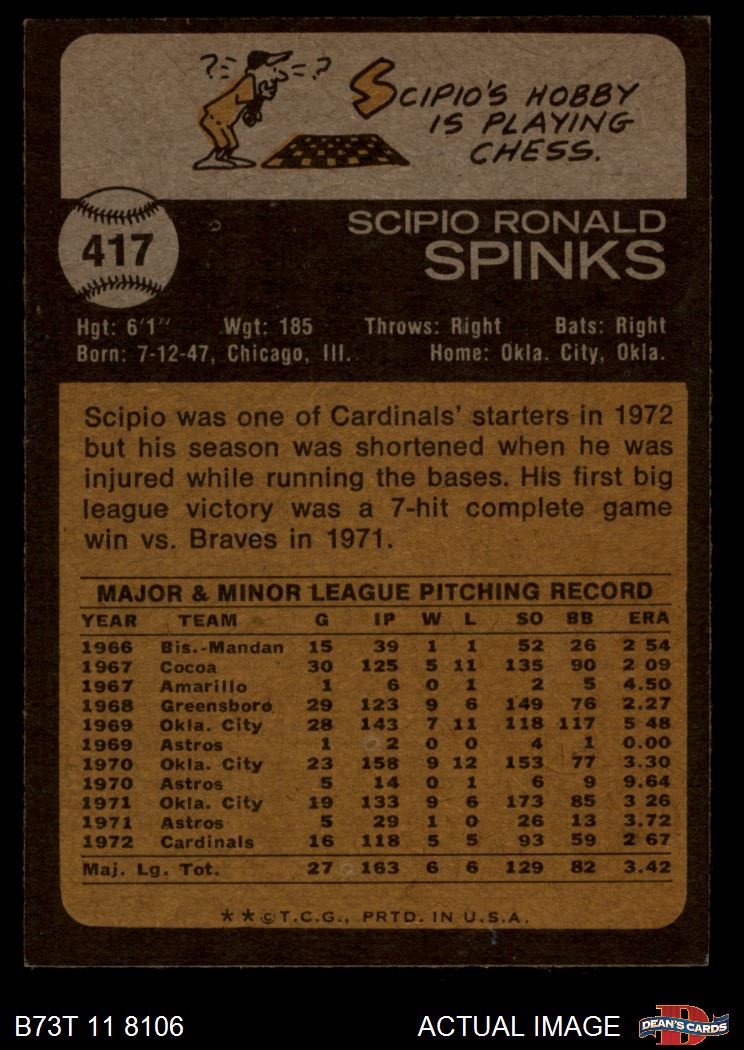 ? ?
SCIPIO'S HOBBY
IS PLAYING
CHESS.
417
SCIPIO RONALD
SPINKS
Hgt: 6'1" Wgt: 185 Throws: Right Bats: Right
Born: 7-12-47, Chicago, Ill. Home: Okla. City, Okla.
Scipio was one of Cardinals' starters in 1972
but his season was shortened when he was
injured while running the bases. His first big
league victory was a 7-hit complete game
win vs. Braves in 1971.
MAJOR & MINOR LEAGUE PITCHING RECORD
YEAR TEAM G IP W L SO BB ERA
1966 Bis.-Mandan 15 39 1 1 52 26 2 54
1967 Cocoa 30 125 5 11 135 90 2 09
1967 Amarillo 1 6 0 1 2 5 4.50
1968 Greensboro 29 123 9 6 149 76 2.27
1969 Okla. City 28 143 7 11 118 117 5 48
1969 Astros 1 2 0 0 4 1 0.00
1970 Okla. City 23 158 9 12 153 77 3.30
1970 Astros 5 14 0 1 6 9 9.64
1971 Okla. City 19 133 9 6 173 85 3 26
1971 Astros 5 29 1 0 26 13 3.72
1972 Cardinals 16 118 5 5 93 59 2 67
Maj. Lg. Tot. 27 163 6 6 129 82 3.42
* * © T.C.G., PRTD. IN U.S.A.
B73T 11 8106 ACTUAL IMAGE D DEAN'S CARDS